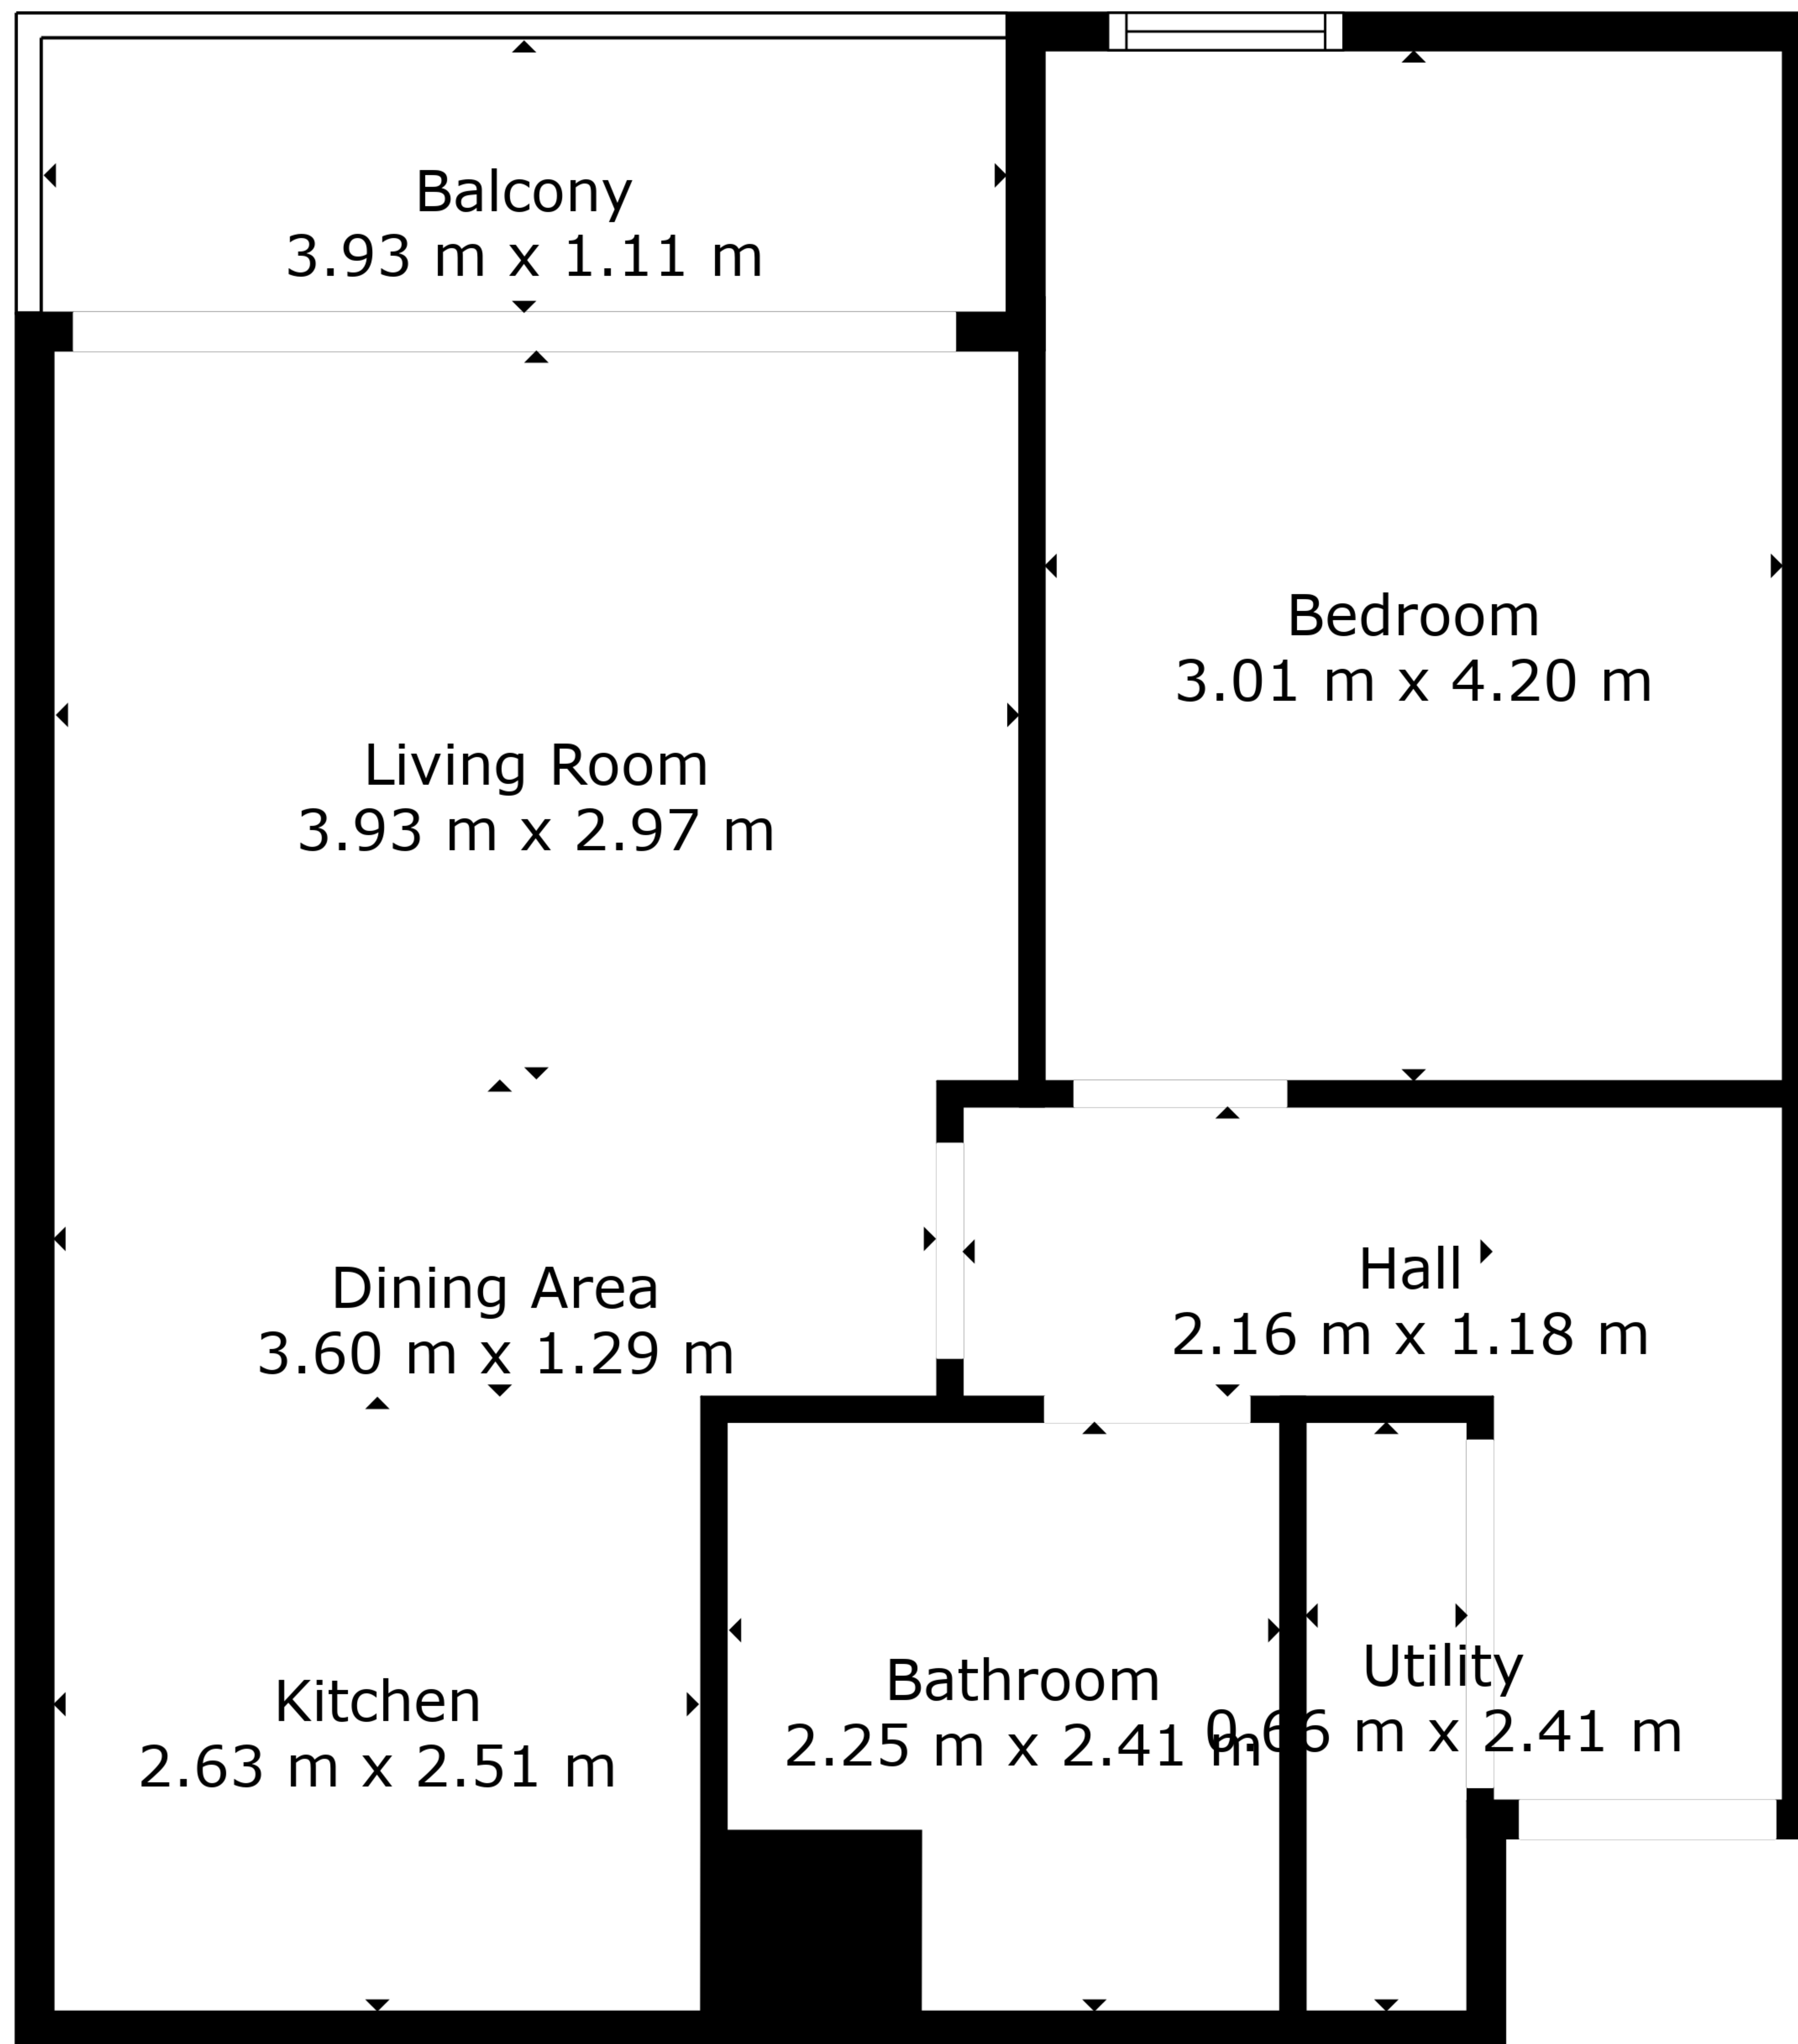 Balcony
3.93 m x 1.11 m
Bedroom
3.01 m x 4.20 m
Living Room
3.93 m x 2.97 m
Hall
2.16 m x 1.18 m
Dining Area
3.60 m x 1.29 m
Utility
0.66 m x 2.41 m
Bathroom
2.25 m x 2.41 m
Kitchen
2.63 m x 2.51 m